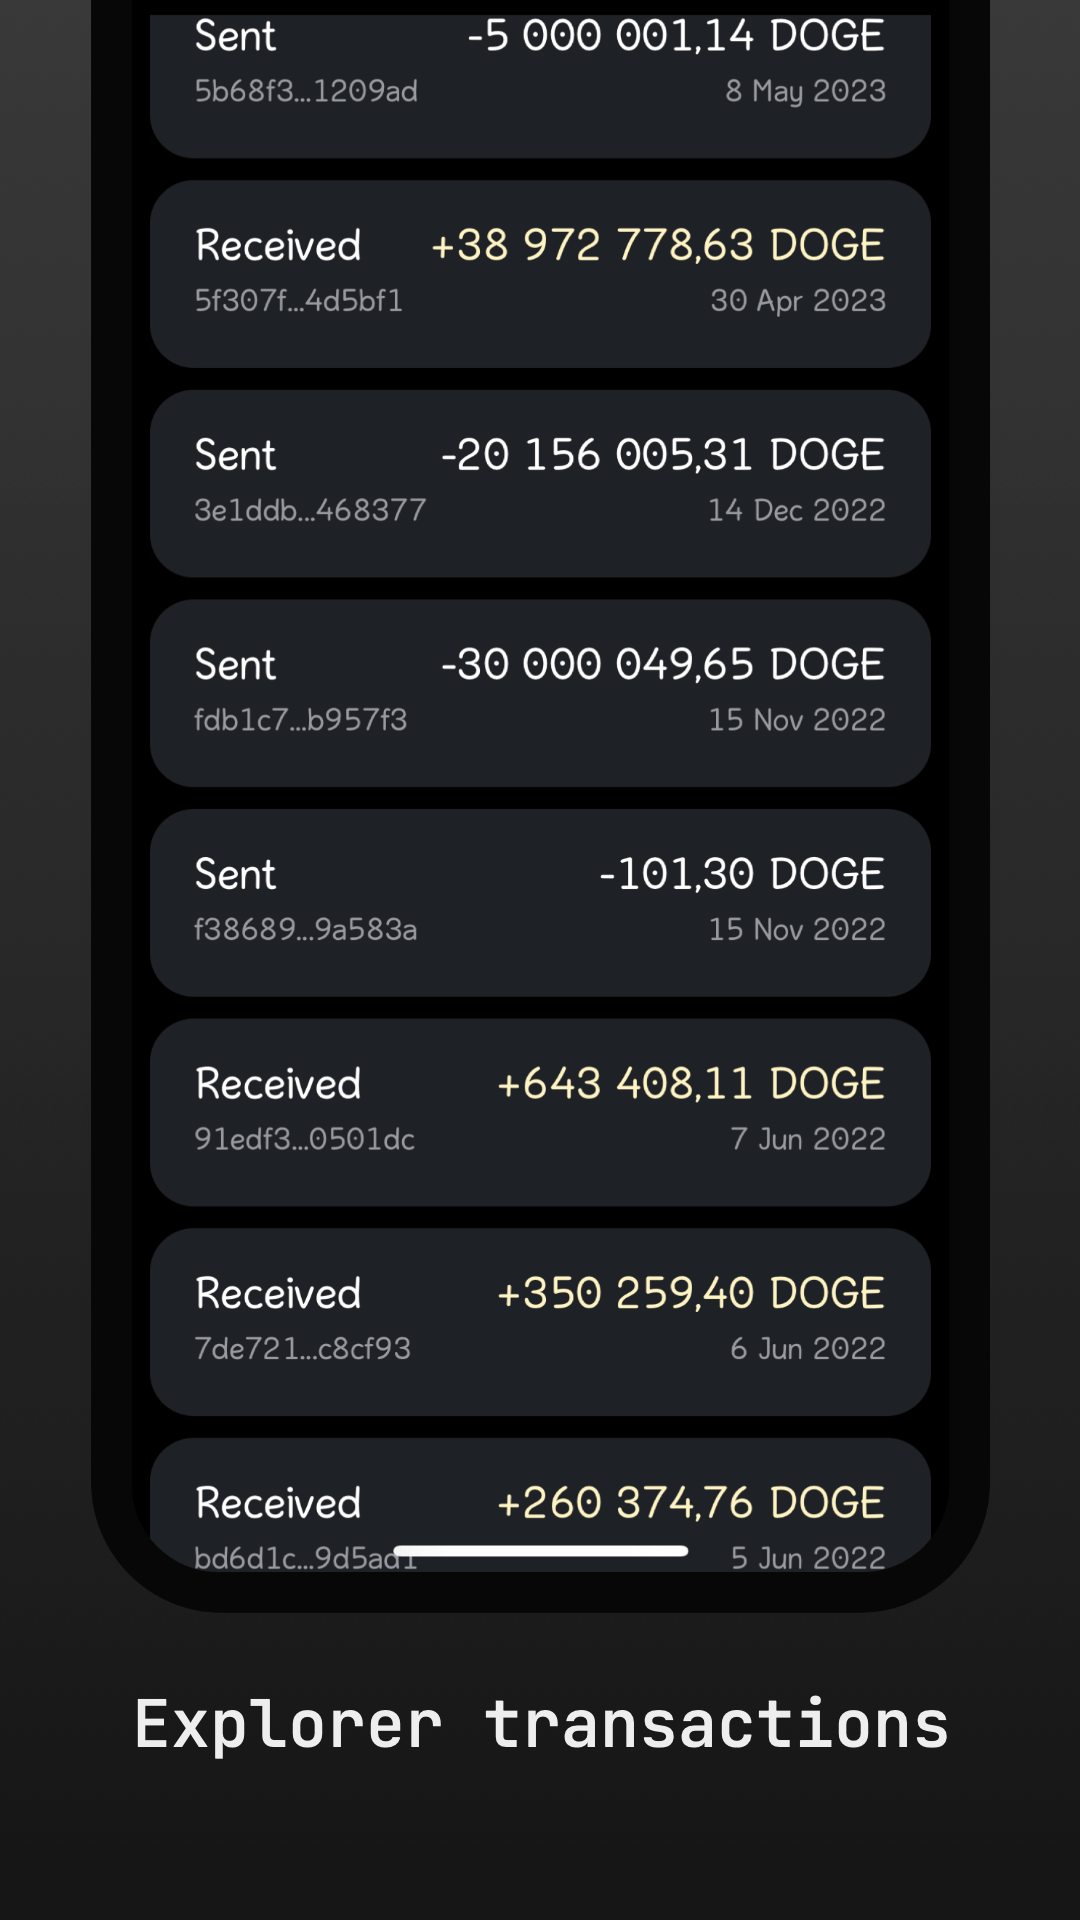 Sent -5 000 001,14 DOGE
5b68f3...1209ad 8 May 2023
Received +38 972 778,63 DOGE
5f307f...4d5bf1 30 Apr 2023
Sent -20 156 005,31 DOGE
3e1ddb...468377 14 Dec 2022
Sent -30 000 049,65 DOGE
fdb1c7...b957f3 15 Nov 2022
Sent -101,30 DOGE
f38689...9a583a 15 Nov 2022
Received +643 408,11 DOGE
91edf3...0501dc 7 Jun 2022
Received +350 259,40 DOGE
7de721...c8cf93 6 Jun 2022
Received +260 374,76 DOGE
bd6d1c...9d5ad1 5 Jun 2022
Explorer transactions